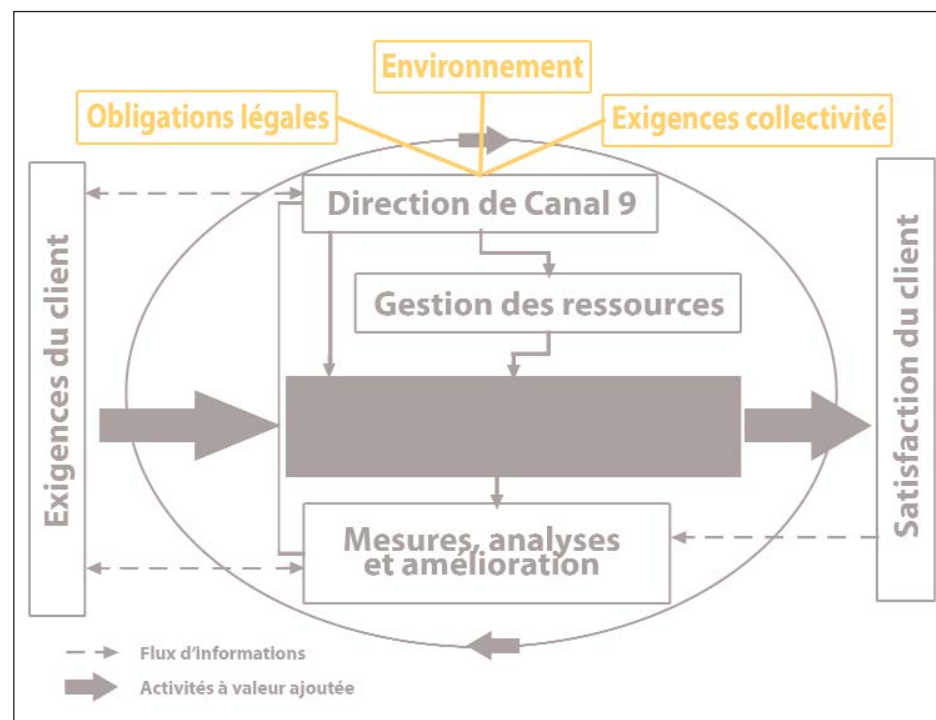 Environnement
Obligations légales
Exigences collectivité
Direction de Canal 9
Gestion des ressources
Exigences du client
Satisfaction du client
Mesures, analyses
et amélioration
Flux d'informations
Activités à valeur ajoutée